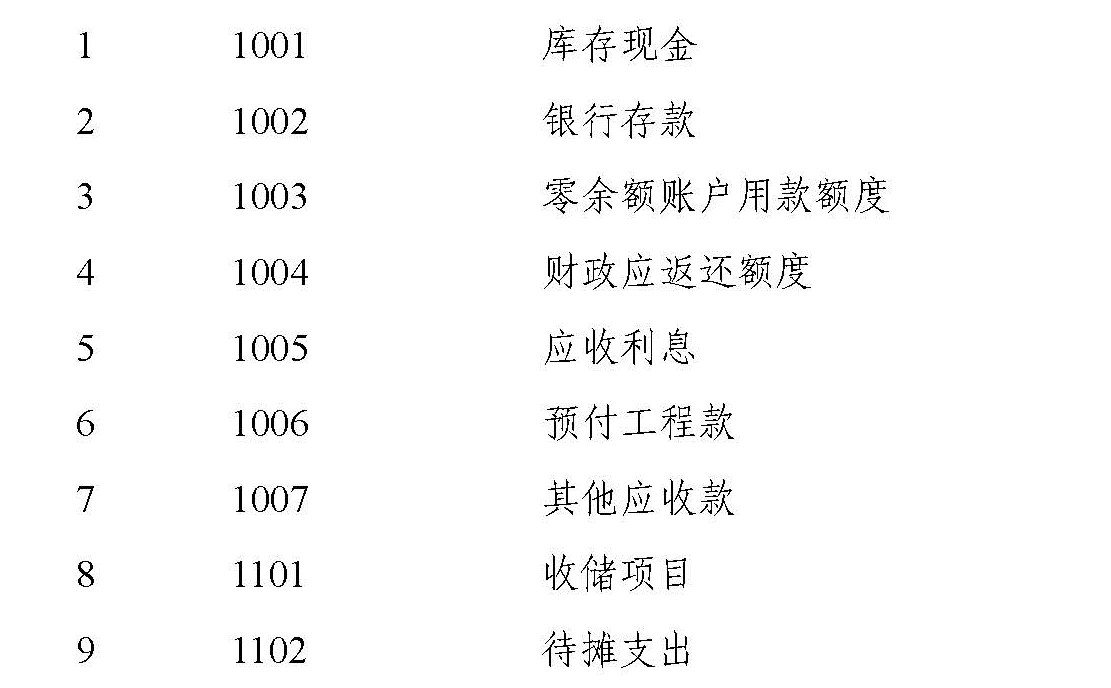 1 1001 库存现金
2 1002 银行存款
3 1003 零余额账户用款额度
4 1004 财政应返还额度
5 1005 应收利息
6 1006 预付工程款
7 1007 其他应收款
8 1101 收储项目
9 1102 待摊支出